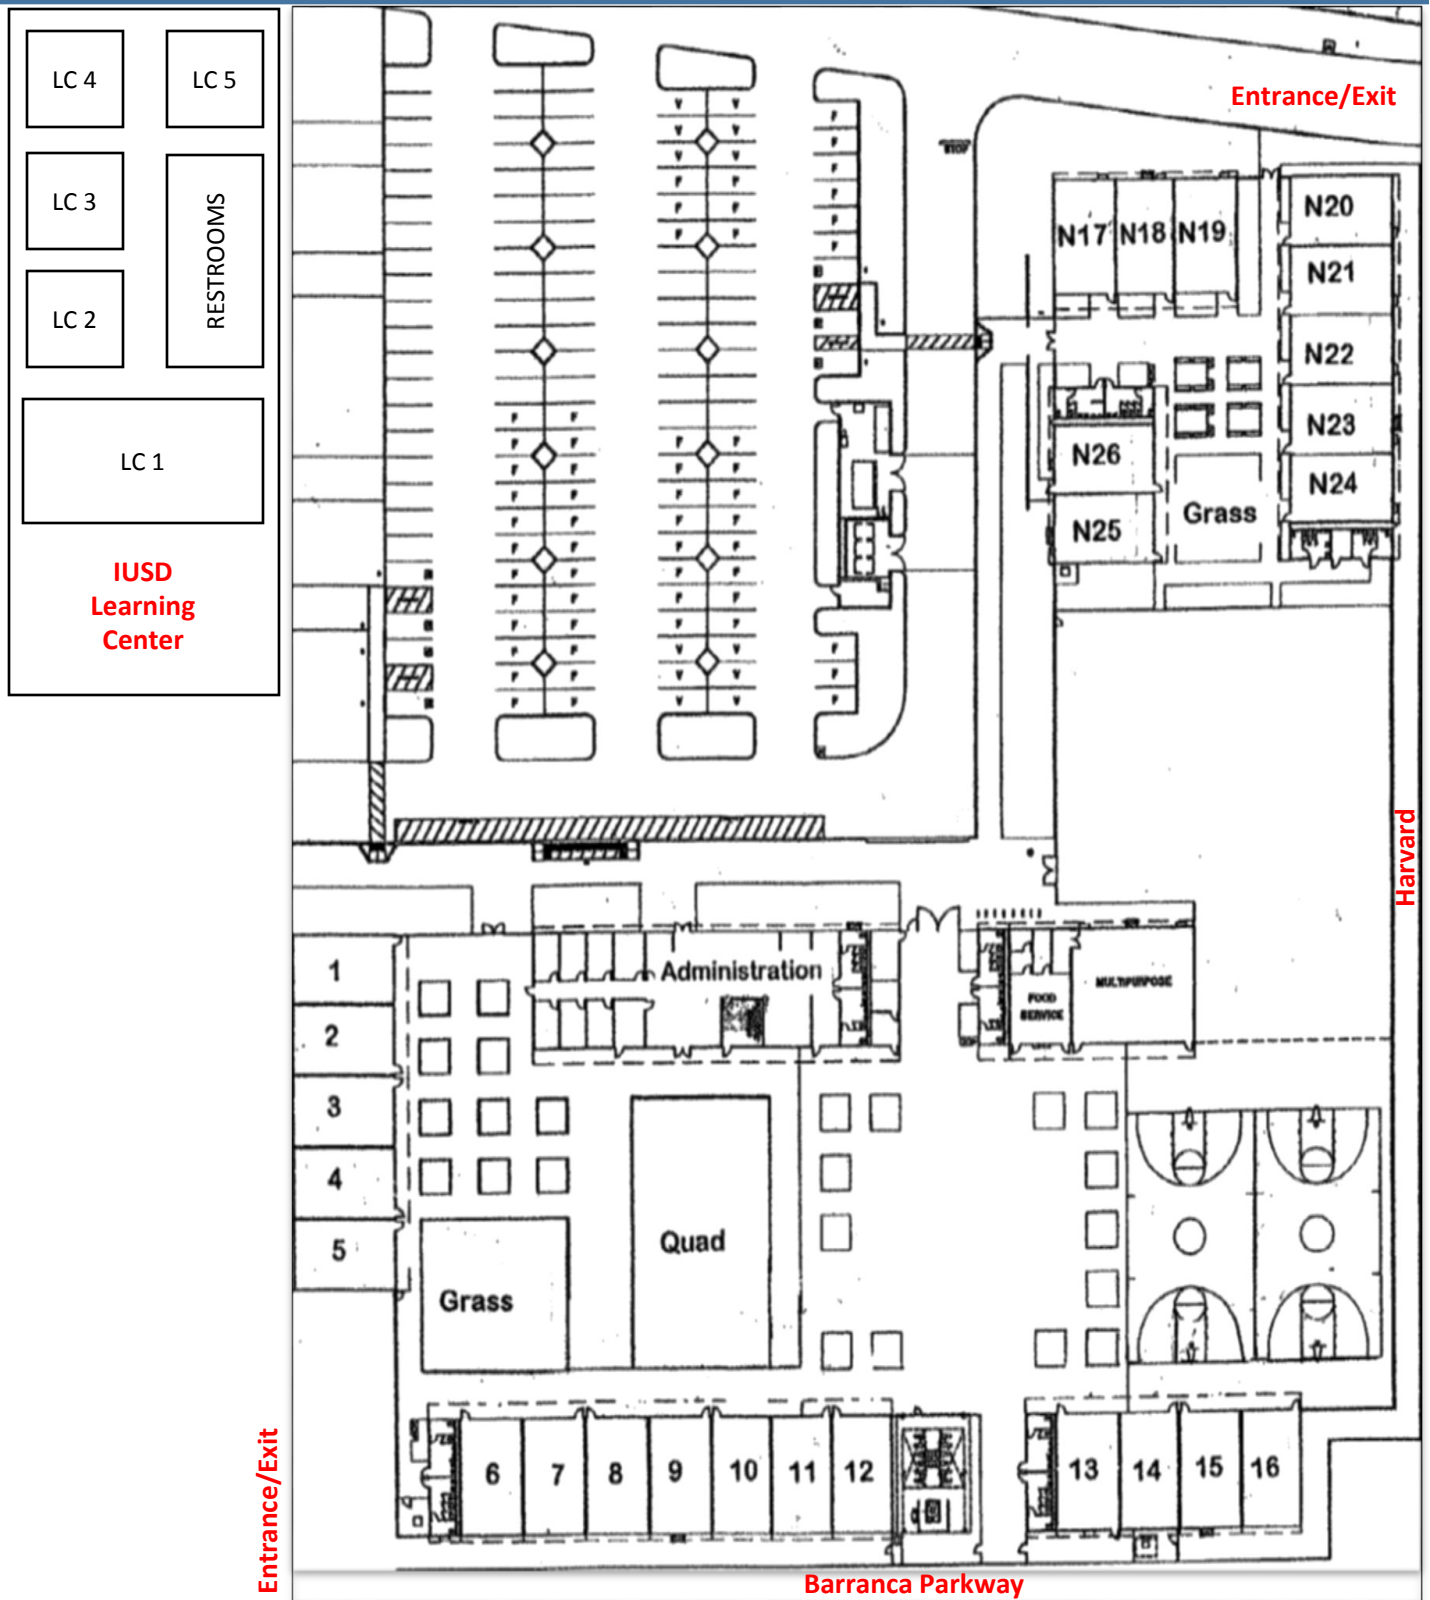 LC 4
LC 5
LC 3
RESTROOMS
LC 2
LC 1
IUSD
Learning
Center
Entrance/Exit
STOP
N17
N18
N19
N20
N21
N22
N23
N24
N26
N25
Grass
Harvard
1
2
3
4
5
Administration
FOOD
SERVICE
MULTIPURPOSE
Quad
Grass
6
7
8
9
10
11
12
13
14
15
16
Entrance/Exit
Barranca Parkway